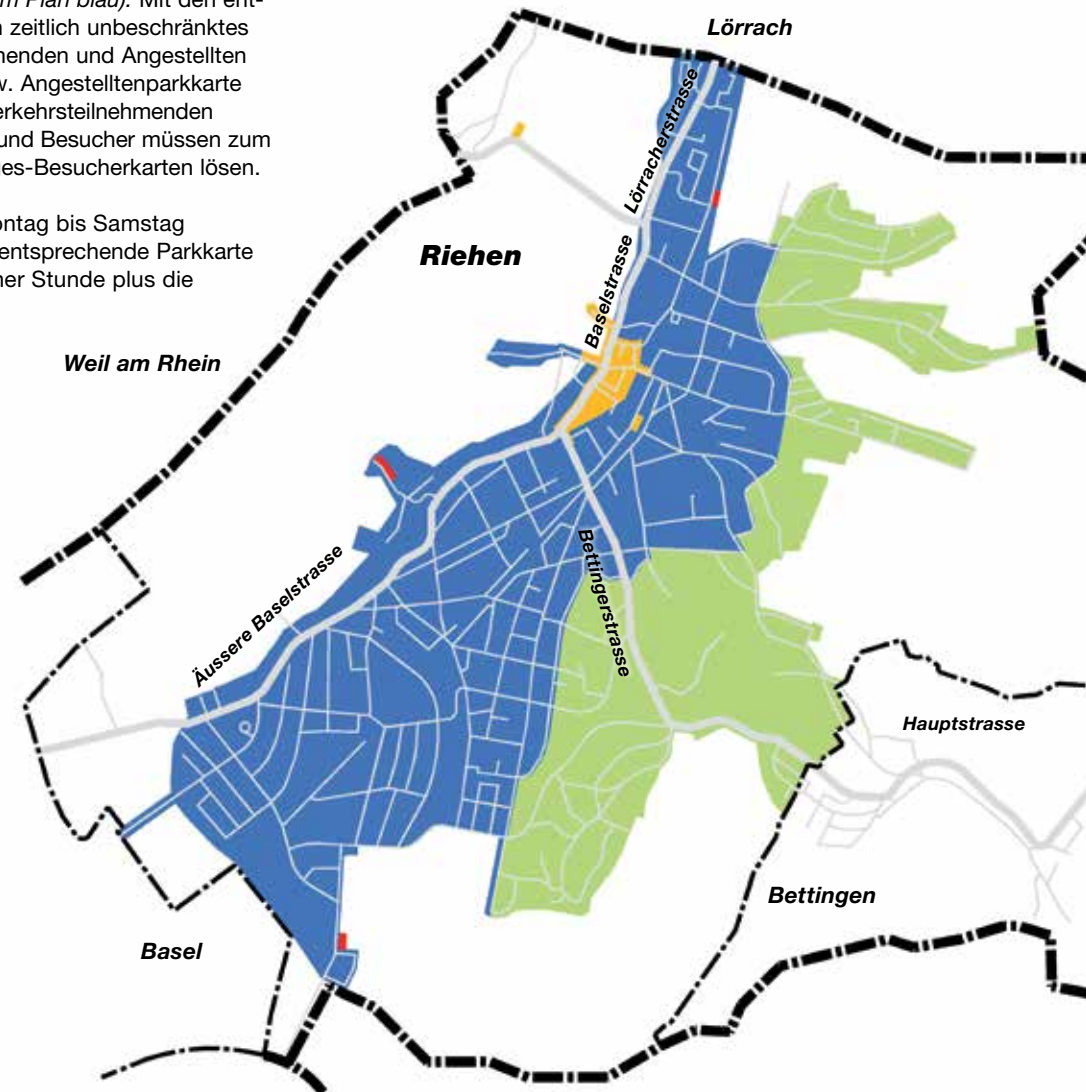 m Plan blau). Mit den ent-
n zeitlich unbeschränktes
menden und Angestellten
w. Angestelltenparkkarte
erkehrsteilnehmenden
und Besucher müssen zum
ges-Besucherkarten lösen.
ontag bis Samstag
entsprechende Parkkarte
ner Stunde plus die
Lörrach
Lörracherstrasse
Riehen
Baselstrasse
Weil am Rhein
Bettingerstrasse
Äussere Baselstrasse
Hauptstrasse
Bettingen
Basel